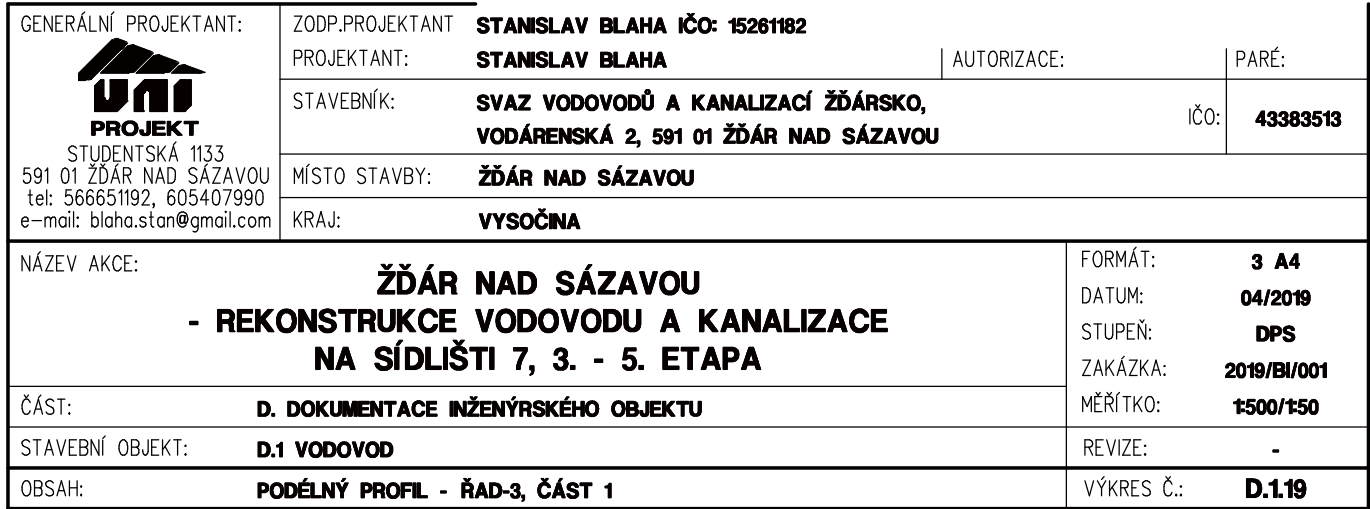 GENERÁLNÍ PROJEKTANT:
UNI
PROJEKT
STUDENTSKÁ 1133
591 01 ŽĎÁR NAD SÁZAVOU
tel: 566651192, 605407990
e-mail: blaha.stan@gmail.com
ZODP.PROJEKTANT STANISLAV BLAHA IČO: 15261182
PROJEKTANT: STANISLAV BLAHA AUTORIZACE: PARÉ:
STAVEBNÍK: SVAZ VODOVODŮ A KANALIZACÍ ŽĎÁRSKO,
VODÁRENSKÁ 2, 591 01 ŽĎÁR NAD SÁZAVOU IČO: 43383513
MÍSTO STAVBY: ŽĎÁR NAD SÁZAVOU
KRAJ: VYSOČINA
NÁZEV AKCE:
ŽĎÁR NAD SÁZAVOU
- REKONSTRUKCE VODOVODU A KANALIZACE
NA SÍDLIŠTI 7, 3. - 5. ETAPA
FORMÁT: 3 A4
DATUM: 04/2019
STUPEŇ: DPS
ZAKÁZKA: 2019/BI/001
ČÁST: D. DOKUMENTACE INŽENÝRSKÉHO OBJEKTU
MĚŘÍTKO: 1:500/1:50
STAVEBNÍ OBJEKT: D.1 VODOVOD
REVIZE: -
OBSAH: PODÉLNÝ PROFIL - ŘAD-3, ČÁST 1
VÝKRES Č.: D.1.19